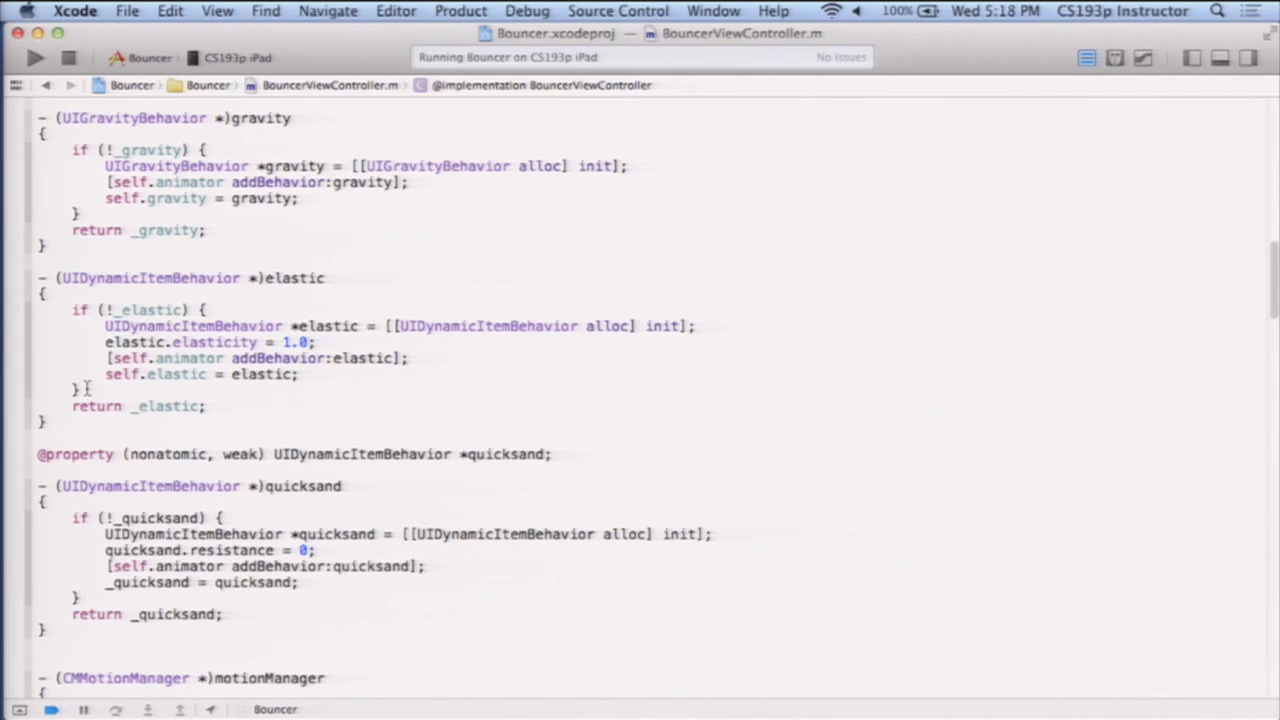 Xcode File Edit View Find Navigate Editor Product Debug Source Control Window Help 100% Wed 5:18 PM CS193p Instructor
Bouncer.xcodeproj — BouncerViewController.m
Bouncer CS193p iPad Running Bouncer on CS193p iPad No Issues
Bouncer Bouncer BouncerViewController.m @implementation BouncerViewController
- (UIGravityBehavior *)gravity
{
if (!_gravity) {
UIGravityBehavior *gravity = [[UIGravityBehavior alloc] init];
[self.animator addBehavior:gravity];
self.gravity = gravity;
}
return _gravity;
}
- (UIDynamicItemBehavior *)elastic
{
if (!_elastic) {
UIDynamicItemBehavior *elastic = [[UIDynamicItemBehavior alloc] init];
elastic.elasticity = 1.0;
[self.animator addBehavior:elastic];
self.elastic = elastic;
}
return _elastic;
}
@property (nonatomic, weak) UIDynamicItemBehavior *quicksand;
- (UIDynamicItemBehavior *)quicksand
{
if (!_quicksand) {
UIDynamicItemBehavior *quicksand = [[UIDynamicItemBehavior alloc] init];
quicksand.resistance = 0;
[self.animator addBehavior:quicksand];
_quicksand = quicksand;
}
return _quicksand;
}
- (CMMotionManager *)motionManager
{
Bouncer